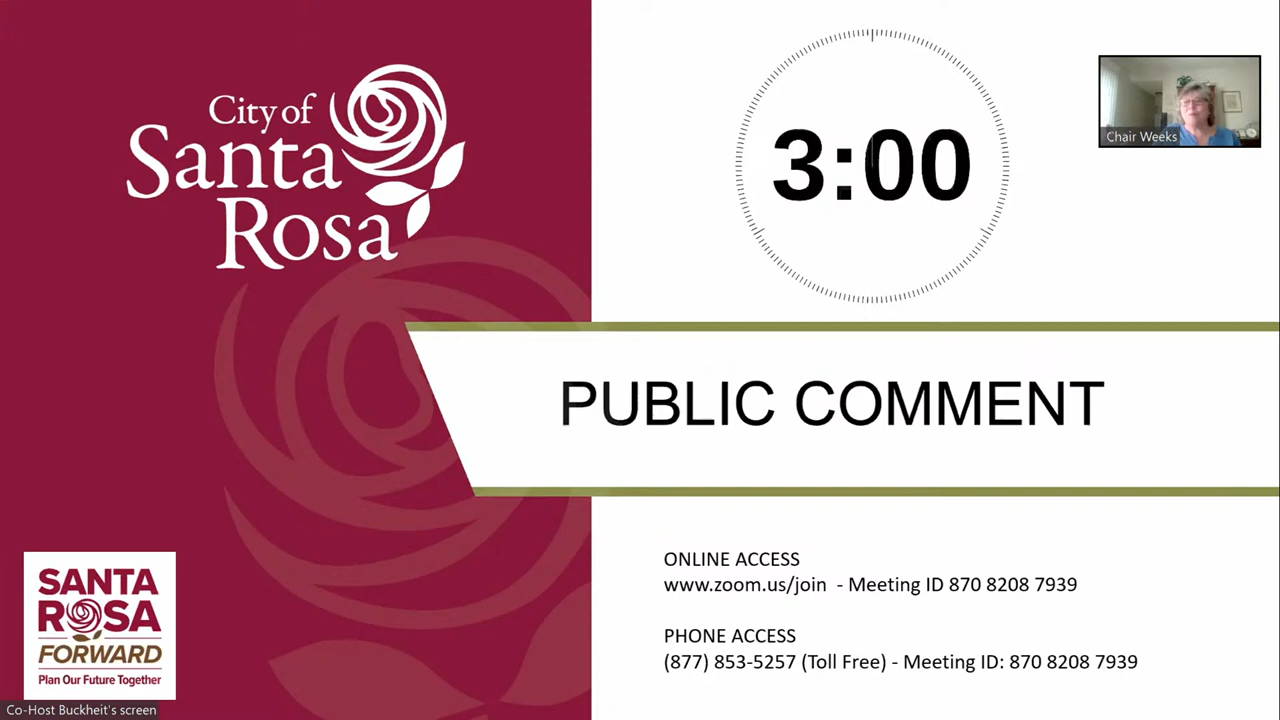 City of
Santa
Rosa
3:00
Chair Weeks
PUBLIC COMMENT
ONLINE ACCESS
www.zoom.us/join - Meeting ID 870 8208 7939
PHONE ACCESS
(877) 853-5257 (Toll Free) - Meeting ID: 870 8208 7939
SANTA
ROSA
FORWARD
Plan Our Future Together
Co-Host Buckheit's screen